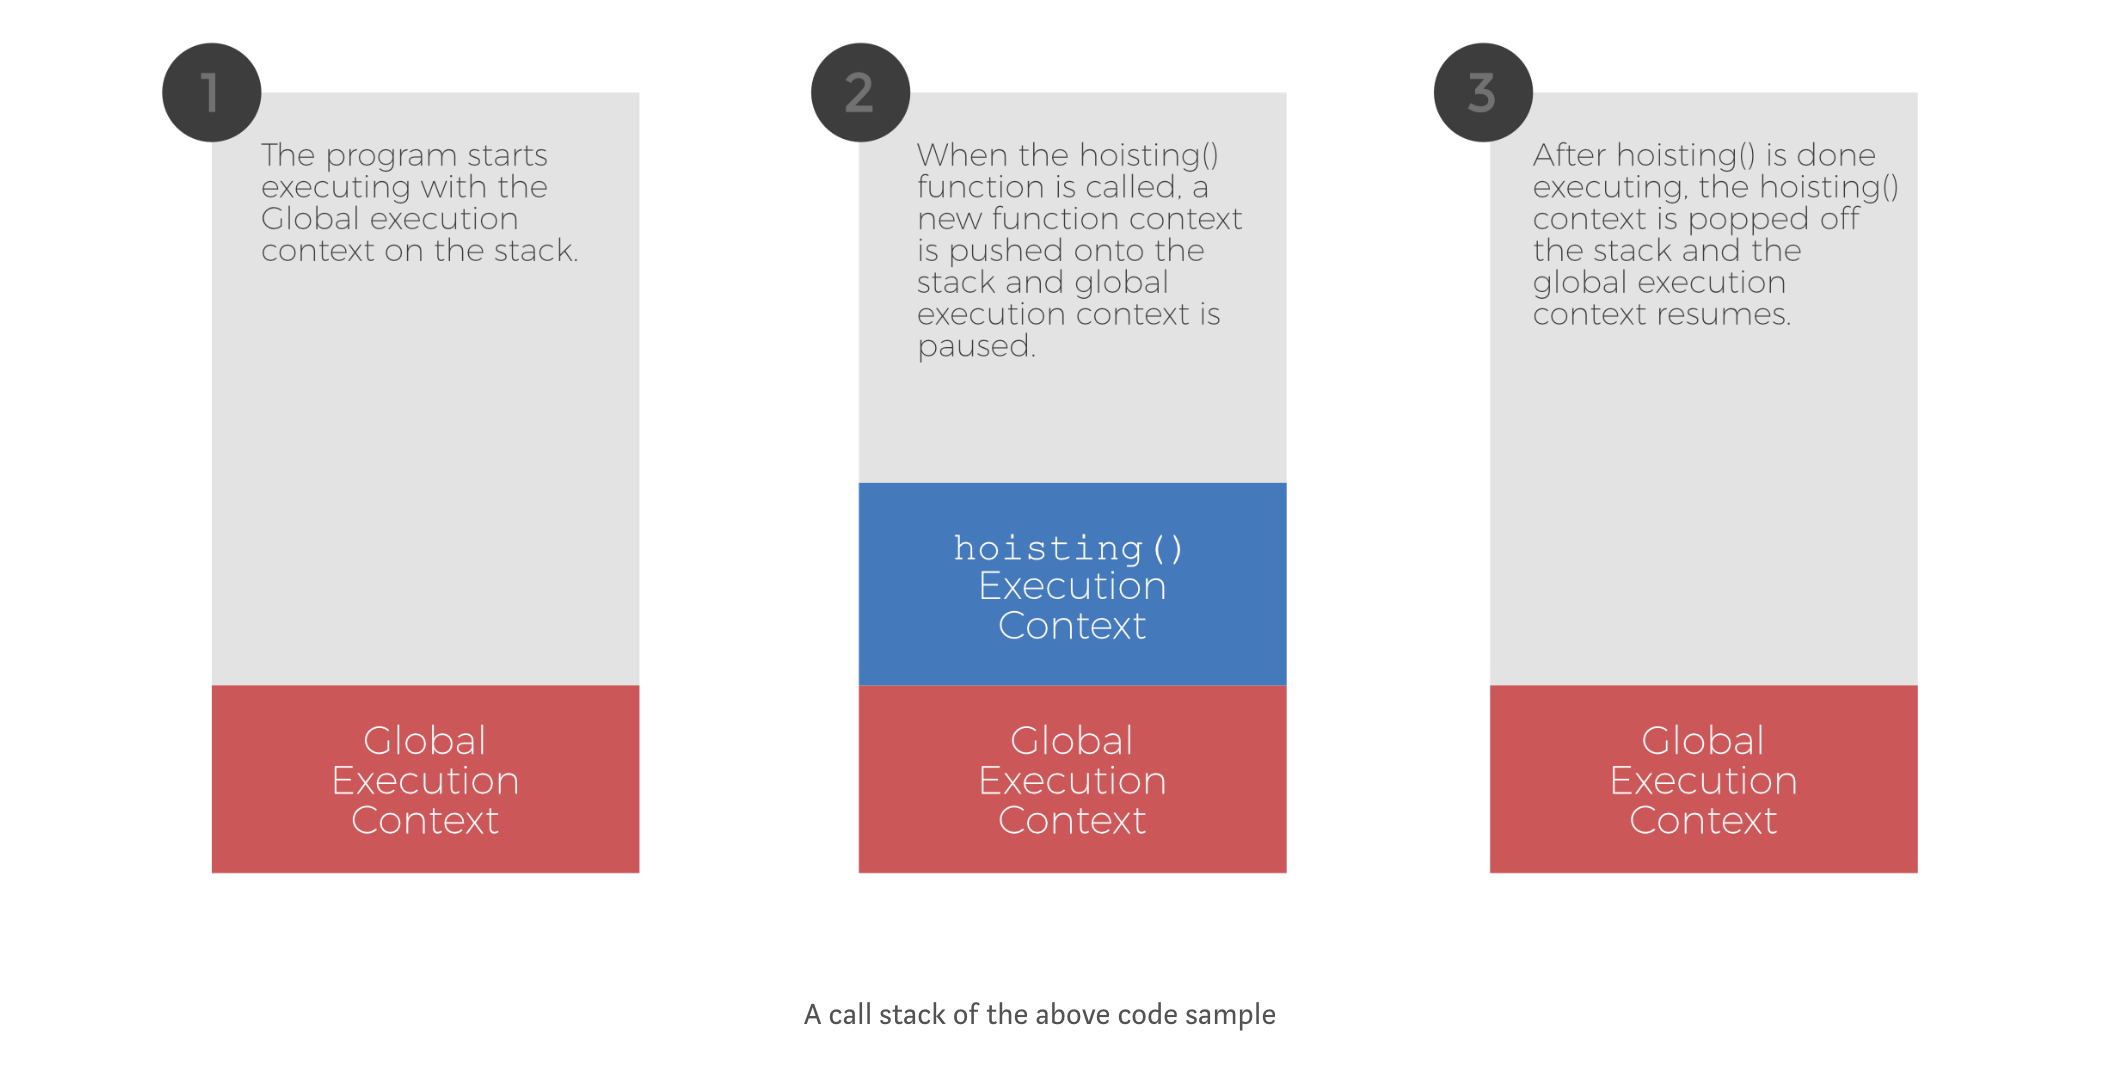 1
The program starts
executing with the
Global execution
context on the stack.
Global
Execution
Context
2
When the hoisting()
function is called, a
new function context
is pushed onto the
stack and global
execution context is
paused.
hoisting()
Execution
Context
Global
Execution
Context
3
After hoisting() is done
executing, the hoisting()
context is popped off
the stack and the
global execution
context resumes.
Global
Execution
Context
A call stack of the above code sample